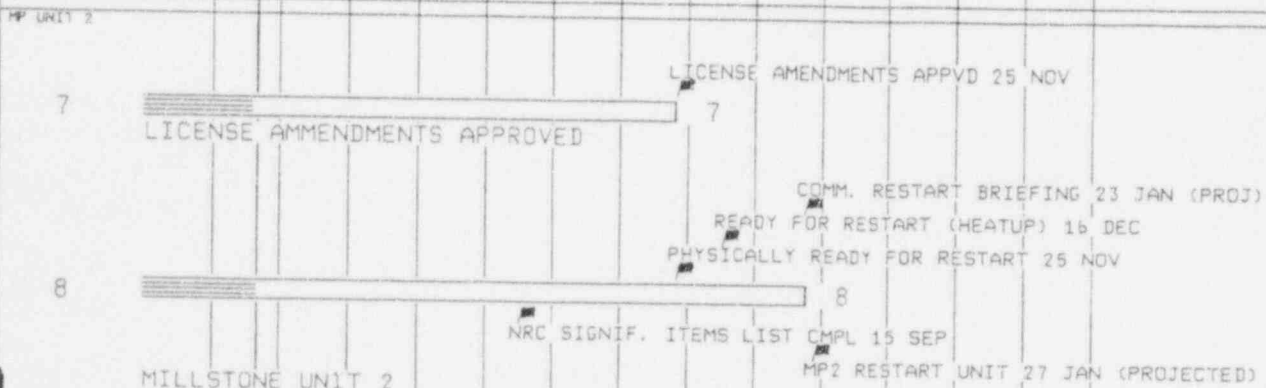 MP UNIT 2
LICENSE AMENDMENTS APPVD 25 NOV
7
7
LICENSE AMMENDMENTS APPROVED
COMM. RESTART BRIEFING 23 JAN (PROJ)
READY FOR RESTART (HEATUP) 16 DEC
PHYSICALLY READY FOR RESTART 25 NOV
8
8
NRC SIGNIF. ITEMS LIST CMPL 15 SEP
MP2 RESTART UNIT 27 JAN (PROJECTED)
MILLSTONE UNIT 2